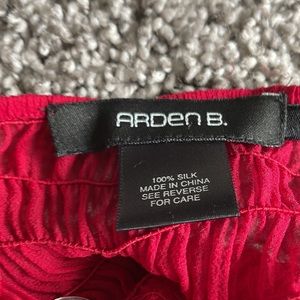 ARDEN B.
100% SILK
MADE IN CHINA
SEE REVERSE
FOR CARE